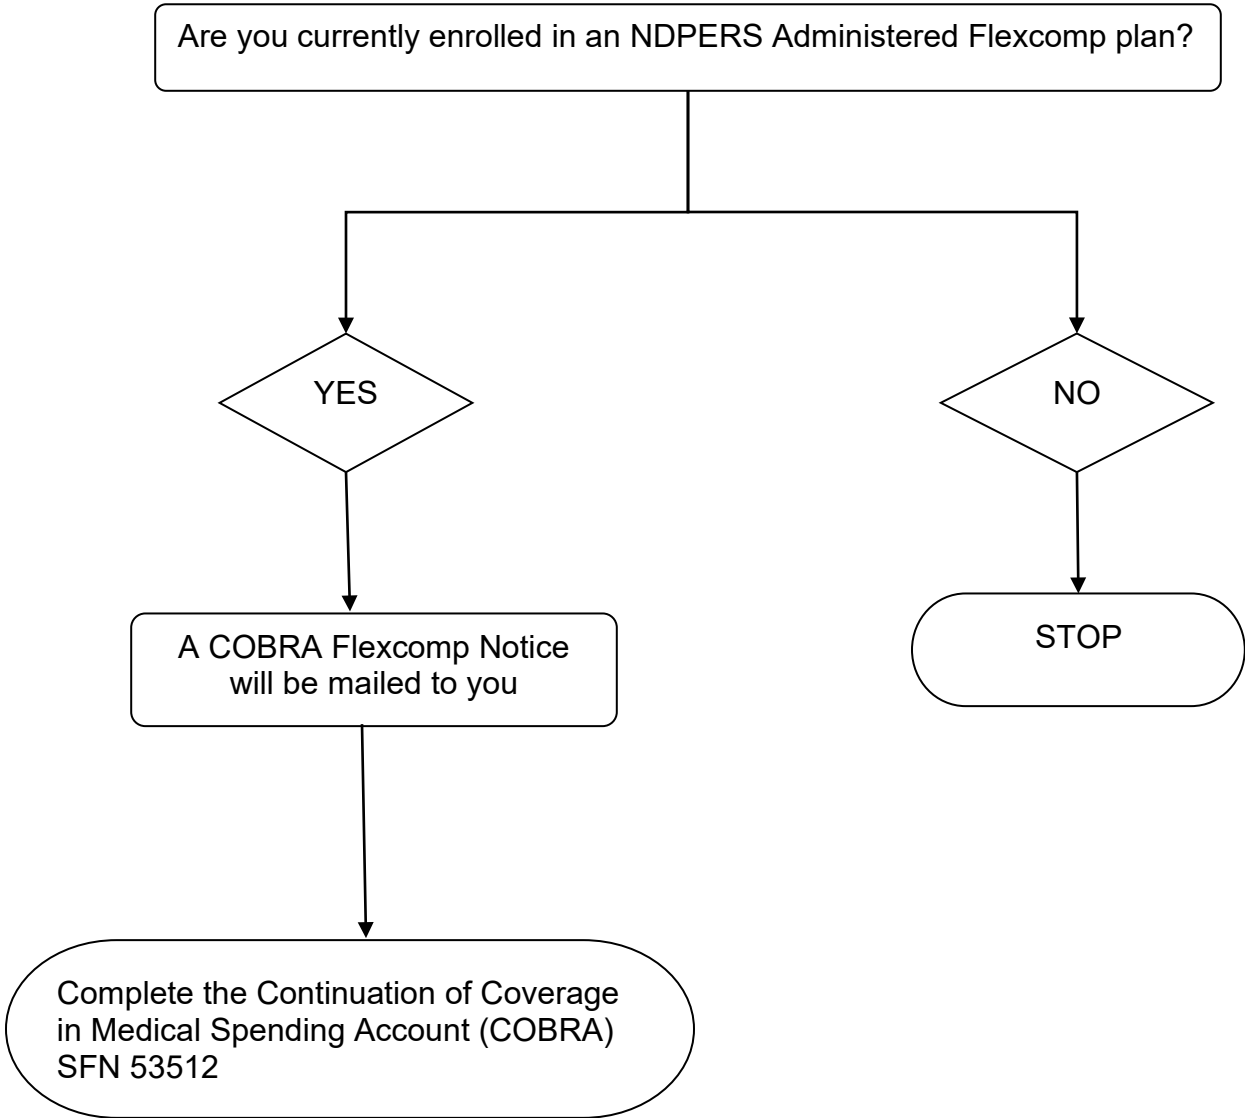 Are you currently enrolled in an NDPERS Administered Flexcomp plan?
YES
NO
A COBRA Flexcomp Notice
will be mailed to you
STOP
Complete the Continuation of Coverage
in Medical Spending Account (COBRA)
SFN 53512